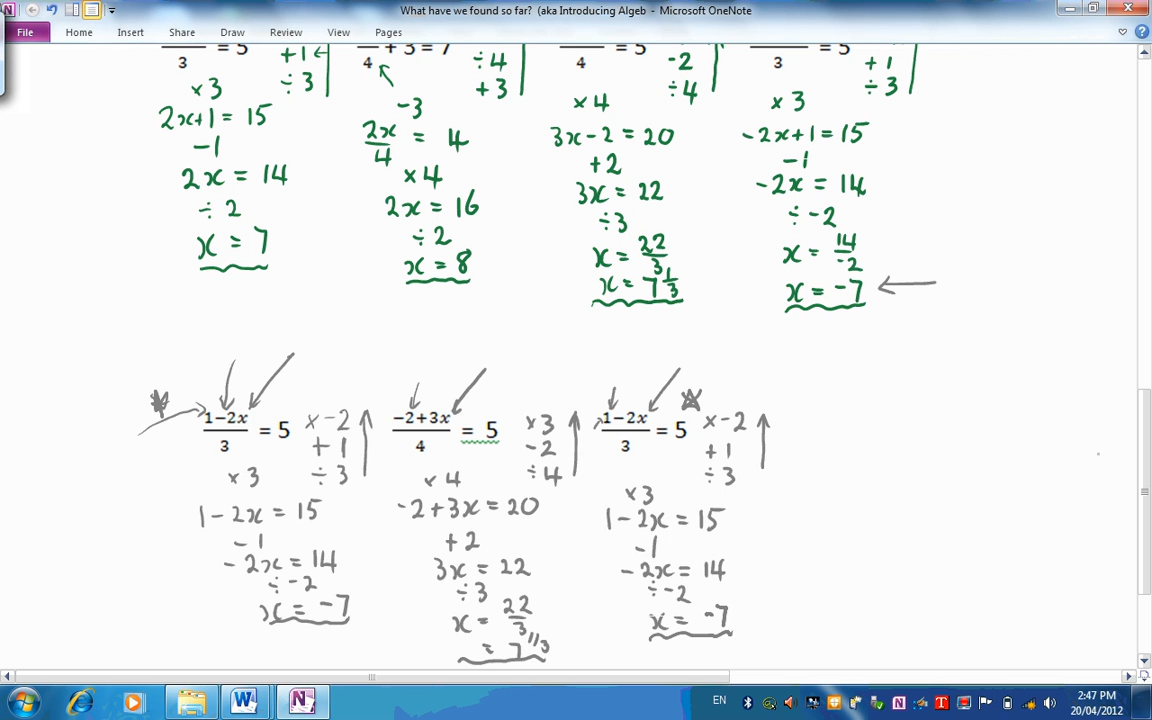 What have we found so far? (aka Introducing Algeb - Microsoft OneNote
File Home Insert Share Draw Review View Pages
3 = 5 +1 ÷3
× 3
2x+1 = 15
-1
2x = 14
÷ 2
x = 7
4 + 3 = 7 ÷4 +3
-3
2x/4 = 4
×4
2x = 16
÷2
x = 8
4 = 5 -2 ÷4
×4
3x-2 = 20
+2
3x = 22
÷3
x = 22/3
x = 7 1/3
3 = 5 +1 ÷3
× 3
-2x+1 = 15
-1
-2x = 14
÷ -2
x = 14/-2
x = -7
1-2x/3 = 5 ×-2 +1 ÷3
×3
1-2x = 15
-1
-2x = 14
÷-2
x = -7
-2+3x/4 = 5 ×3 -2 ÷4
×4
-2+3x = 20
+2
3x = 22
÷3
x = 22/3
= 7 1/3
1-2x/3 = 5 ×-2 +1 ÷3
×3
1-2x = 15
-1
-2x = 14
÷-2
x = -7
EN 2:47 PM
20/04/2012